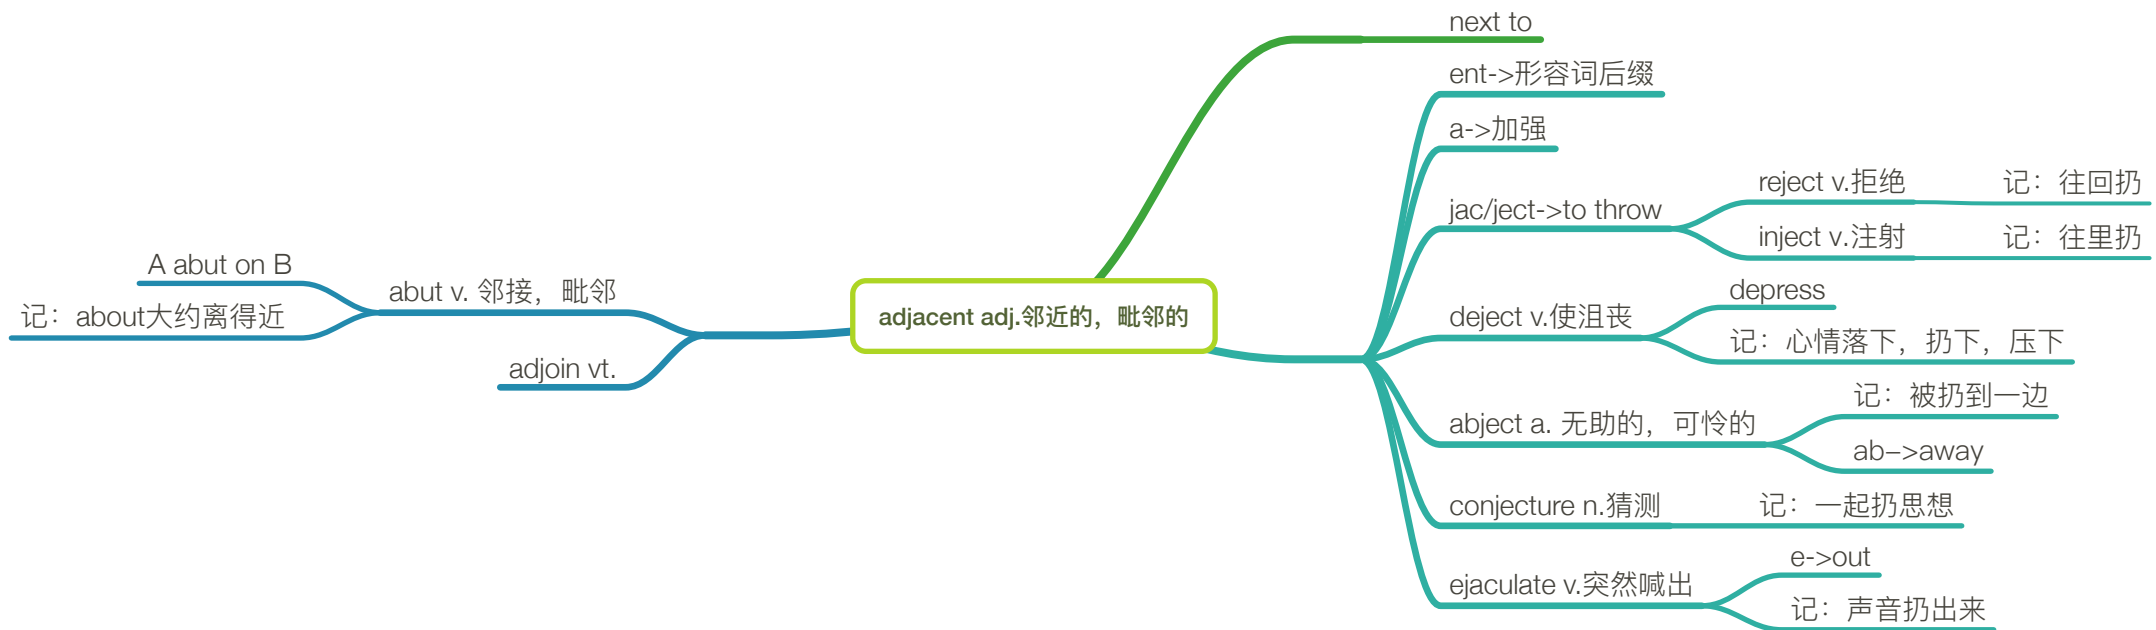 next to
ent->形容词后缀
a->加强
jac/ject->to throw
reject v.拒绝
记：往回扔
inject v.注射
记：往里扔
deject v.使沮丧
depress
记：心情落下，扔下，压下
abject a. 无助的，可怜的
记：被扔到一边
ab–>away
conjecture n.猜测
记：一起扔思想
ejaculate v.突然喊出
e->out
记：声音扔出来
adjacent adj.邻近的，毗邻的
abut v. 邻接，毗邻
A abut on B
记：about大约离得近
adjoin vt.